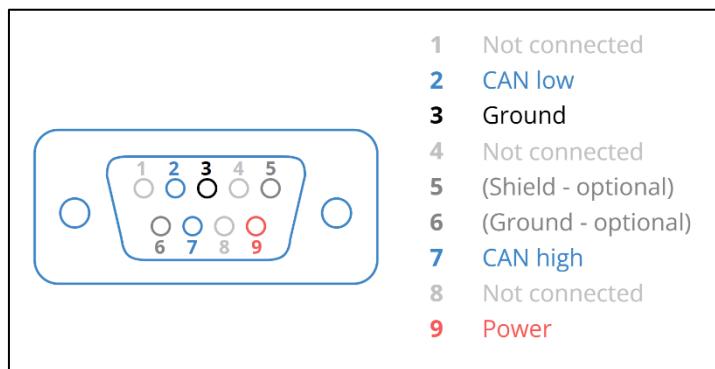 1 2 3 4 5
6 7 8 9
1 Not connected
2 CAN low
3 Ground
4 Not connected
5 (Shield - optional)
6 (Ground - optional)
7 CAN high
8 Not connected
9 Power